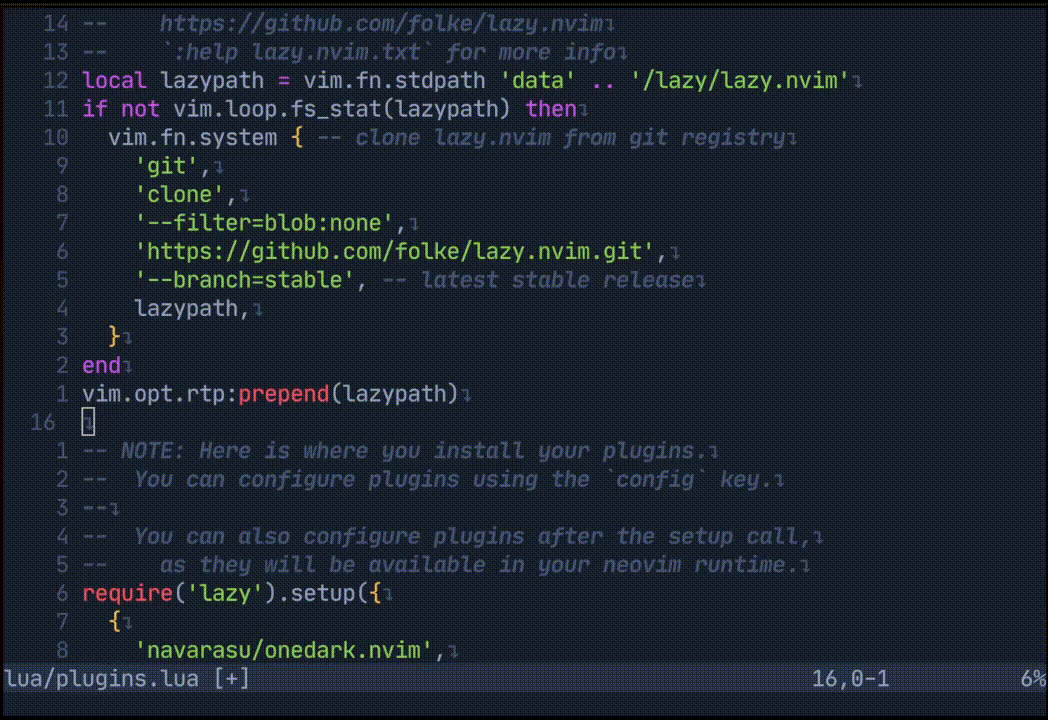 14 --    https://github.com/folke/lazy.nvim↴
13 --    `:help lazy.nvim.txt` for more info↴
12 local lazypath = vim.fn.stdpath 'data' .. '/lazy/lazy.nvim'↴
11 if not vim.loop.fs_stat(lazypath) then↴
10   vim.fn.system { -- clone lazy.nvim from git registry↴
9     'git',↴
8     'clone',↴
7     '--filter=blob:none',↴
6     'https://github.com/folke/lazy.nvim.git',↴
5     '--branch=stable', -- latest stable release↴
4     lazypath,↴
3   }↴
2 end↴
1 vim.opt.rtp:prepend(lazypath)↴
16 ↴
1 -- NOTE: Here is where you install your plugins.↴
2 --  You can configure plugins using the `config` key.↴
3 --↴
4 --  You can also configure plugins after the setup call,↴
5 --    as they will be available in your neovim runtime.↴
6 require('lazy').setup({↴
7   {↴
8     'navarasu/onedark.nvim',↴
lua/plugins.lua [+] 16,0-1 6%